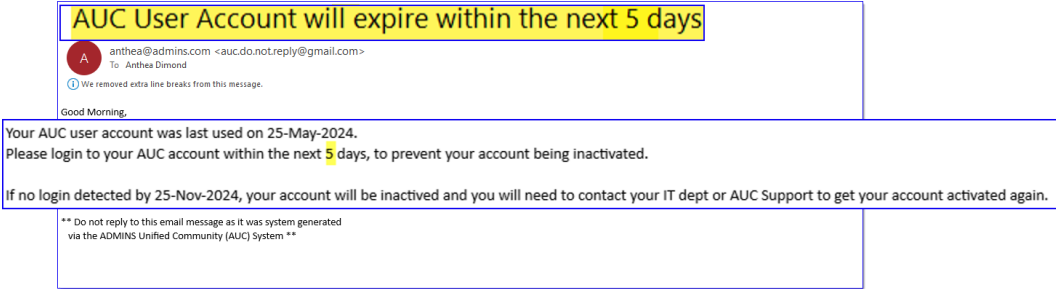 AUC User Account will expire within the next 5 days
A
anthea@admins.com <auc.do.not.reply@gmail.com>
To Anthea Dimond
i We removed extra line breaks from this message.
Good Morning,
Your AUC user account was last used on 25-May-2024.
Please login to your AUC account within the next 5 days, to prevent your account being inactivated.
If no login detected by 25-Nov-2024, your account will be inactived and you will need to contact your IT dept or AUC Support to get your account activated again.
** Do not reply to this email message as it was system generated
via the ADMINS Unified Community (AUC) System **